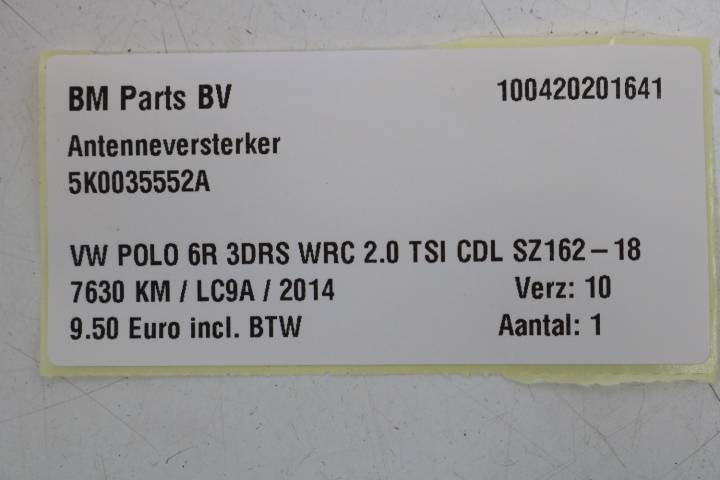 BM Parts BV 100420201641
Antenneversterker
5K0035552A
VW POLO 6R 3DRS WRC 2.0 TSI CDL SZ162-18
7630 KM / LC9A / 2014 Verz: 10
9.50 Euro incl. BTW Aantal: 1